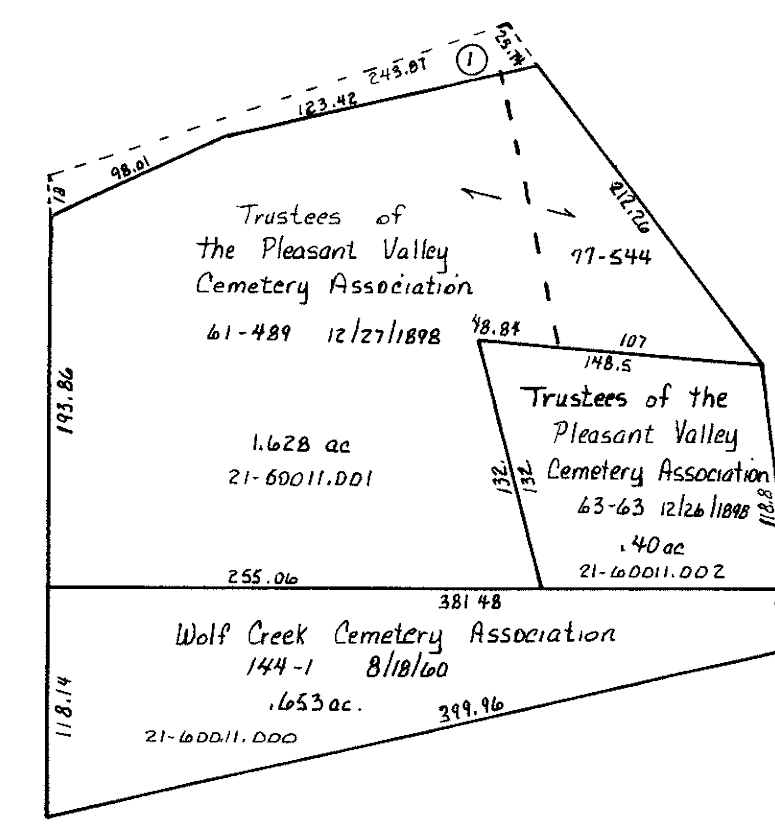 25.74
243.87
1
123.42
98.01
18
212.26
Trustees of
the Pleasant Valley
Cemetery Association
61-489 12/27/1898
77-544
48.84
107
148.5
193.86
1.628 ac
21-60011.001
132.
132.
Trustees of the
Pleasant Valley
Cemetery Association
63-63 12/26/1898
.40 ac
21-60011.002
118.8
255.06
381 48
Wolf Creek Cemetery Association
144-1 8/18/60
.653 ac.
21-60011.000
399.96
118.14